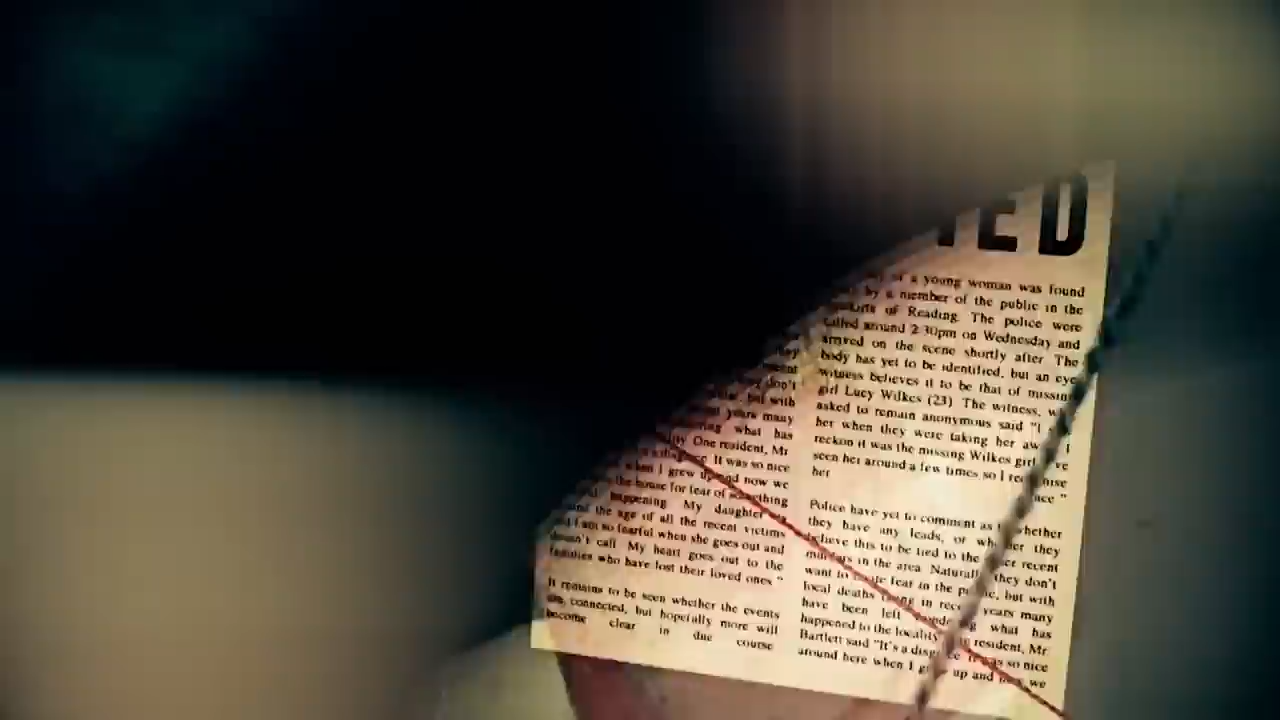 ED
of a young woman was found
by a member of the public in the
of Reading. The police were
called around 2.30pm on Wednesday and
arrived on the scene shortly after. The
body has yet to be identified, but an eye
witness believes it to be that of missing
girl Lucy Wilkes (23). The witness, w
asked to remain anonymous said "I
her when they were taking her aw I
reckon it was the missing Wilkes girl 've
seen her around a few times so I rec nise
her
Police have yet to comment as whether
they have any leads, or whether they
believe this to be tied to the recent
murders in the area. Naturally they don't
want to create fear in the public, but with
local deaths rising in recent years many
have been left wondering what has
happened to the locality resident, Mr
Bartlett said "It's a disgrace It was so nice
around here when I grew up and now we
don't
but with
years many
what has
One resident, Mr
It was so nice
when I grew up and now we
the house for fear of something
happening. My daughter
and the age of all the recent victims
I am so fearful when she goes out and
doesn't call. My heart goes out to the
families who have lost their loved ones."
It remains to be seen whether the events
are connected, but hopefully more will
become clear in due course